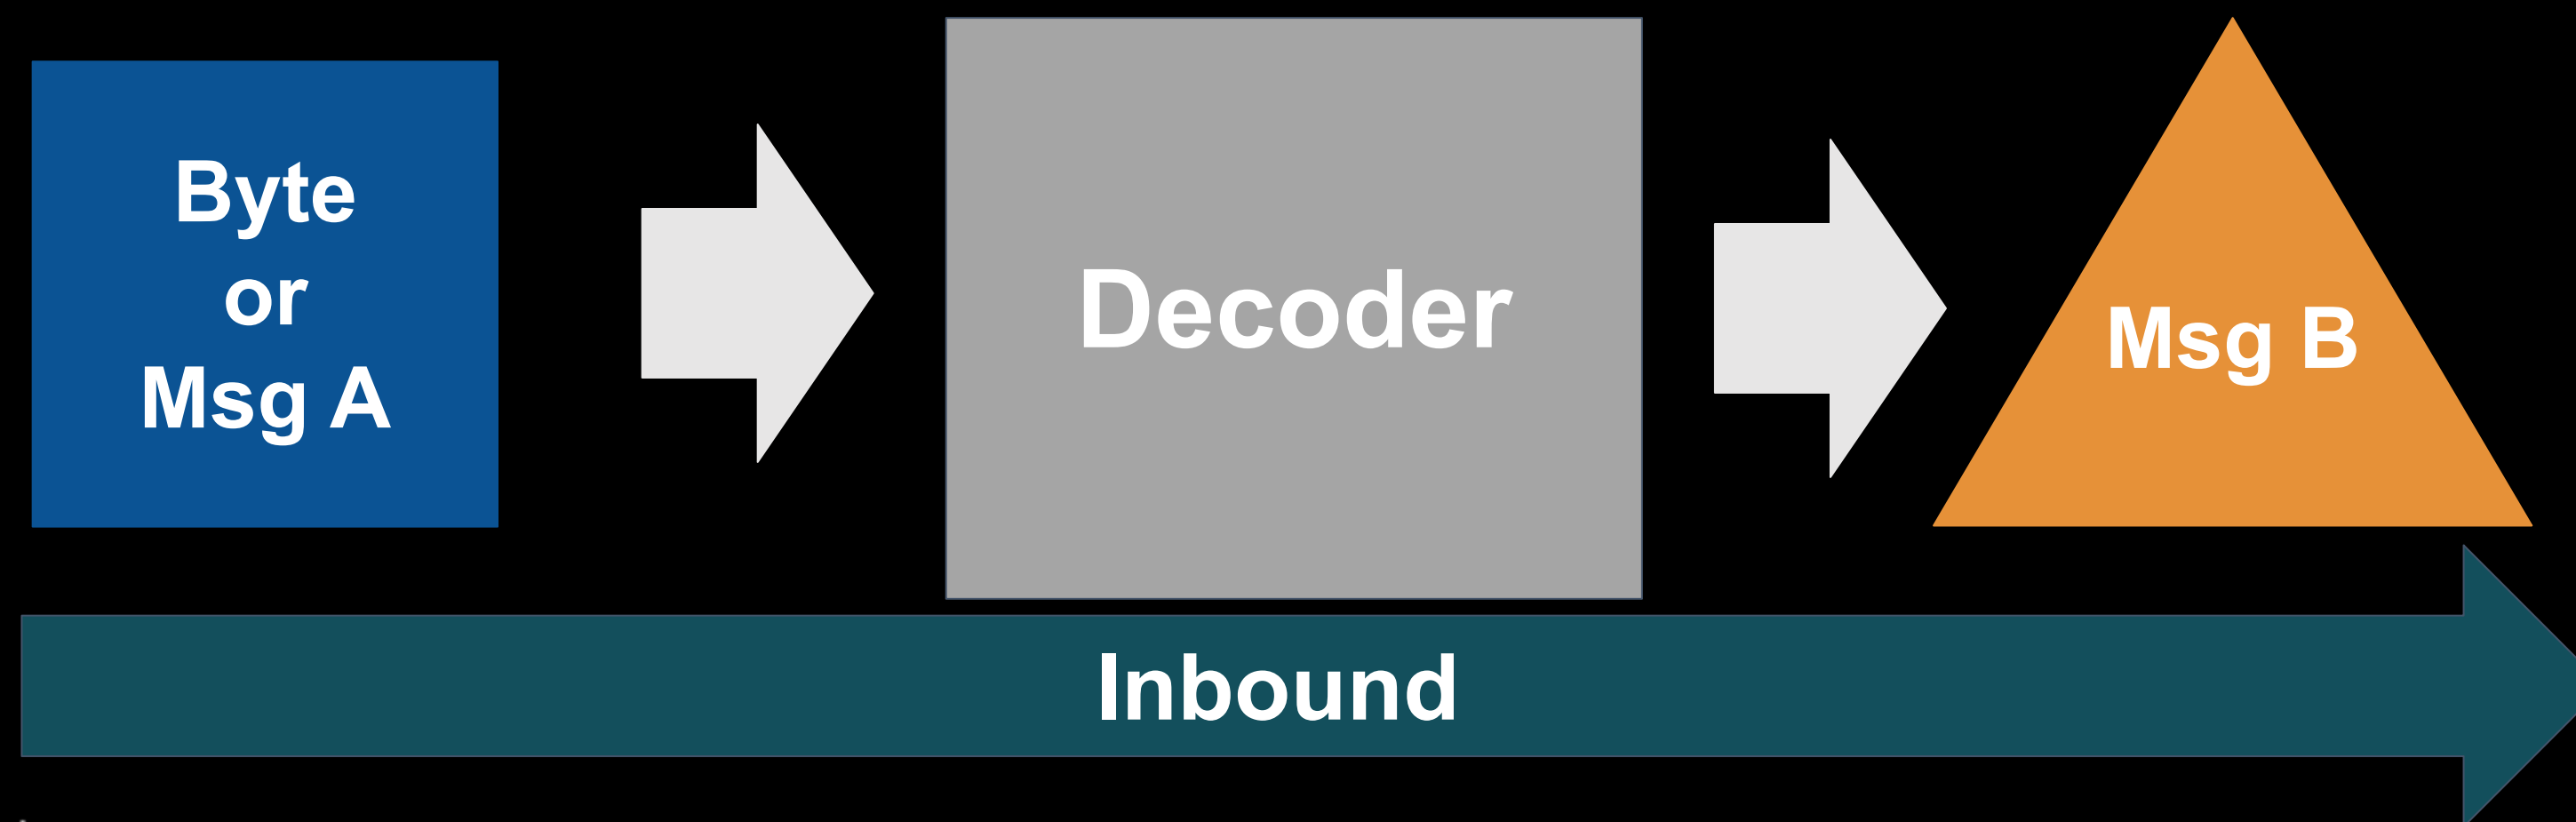 Byte
or
Msg A
Decoder
Msg B
Inbound